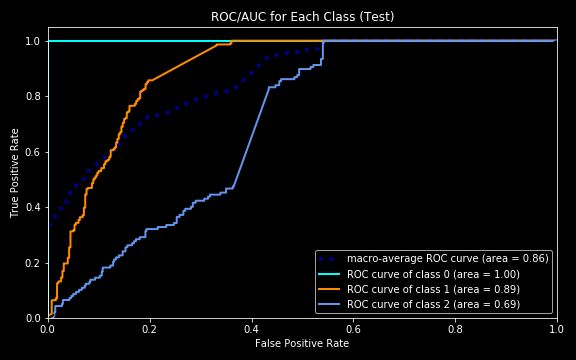 ROC/AUC for Each Class (Test)
1.0
0.8
0.6
0.4
0.2
0.0
True Positive Rate
macro-average ROC curve (area = 0.86)
ROC curve of class 0 (area = 1.00)
ROC curve of class 1 (area = 0.89)
ROC curve of class 2 (area = 0.69)
0.0 0.2 0.4 0.6 0.8 1.0
False Positive Rate